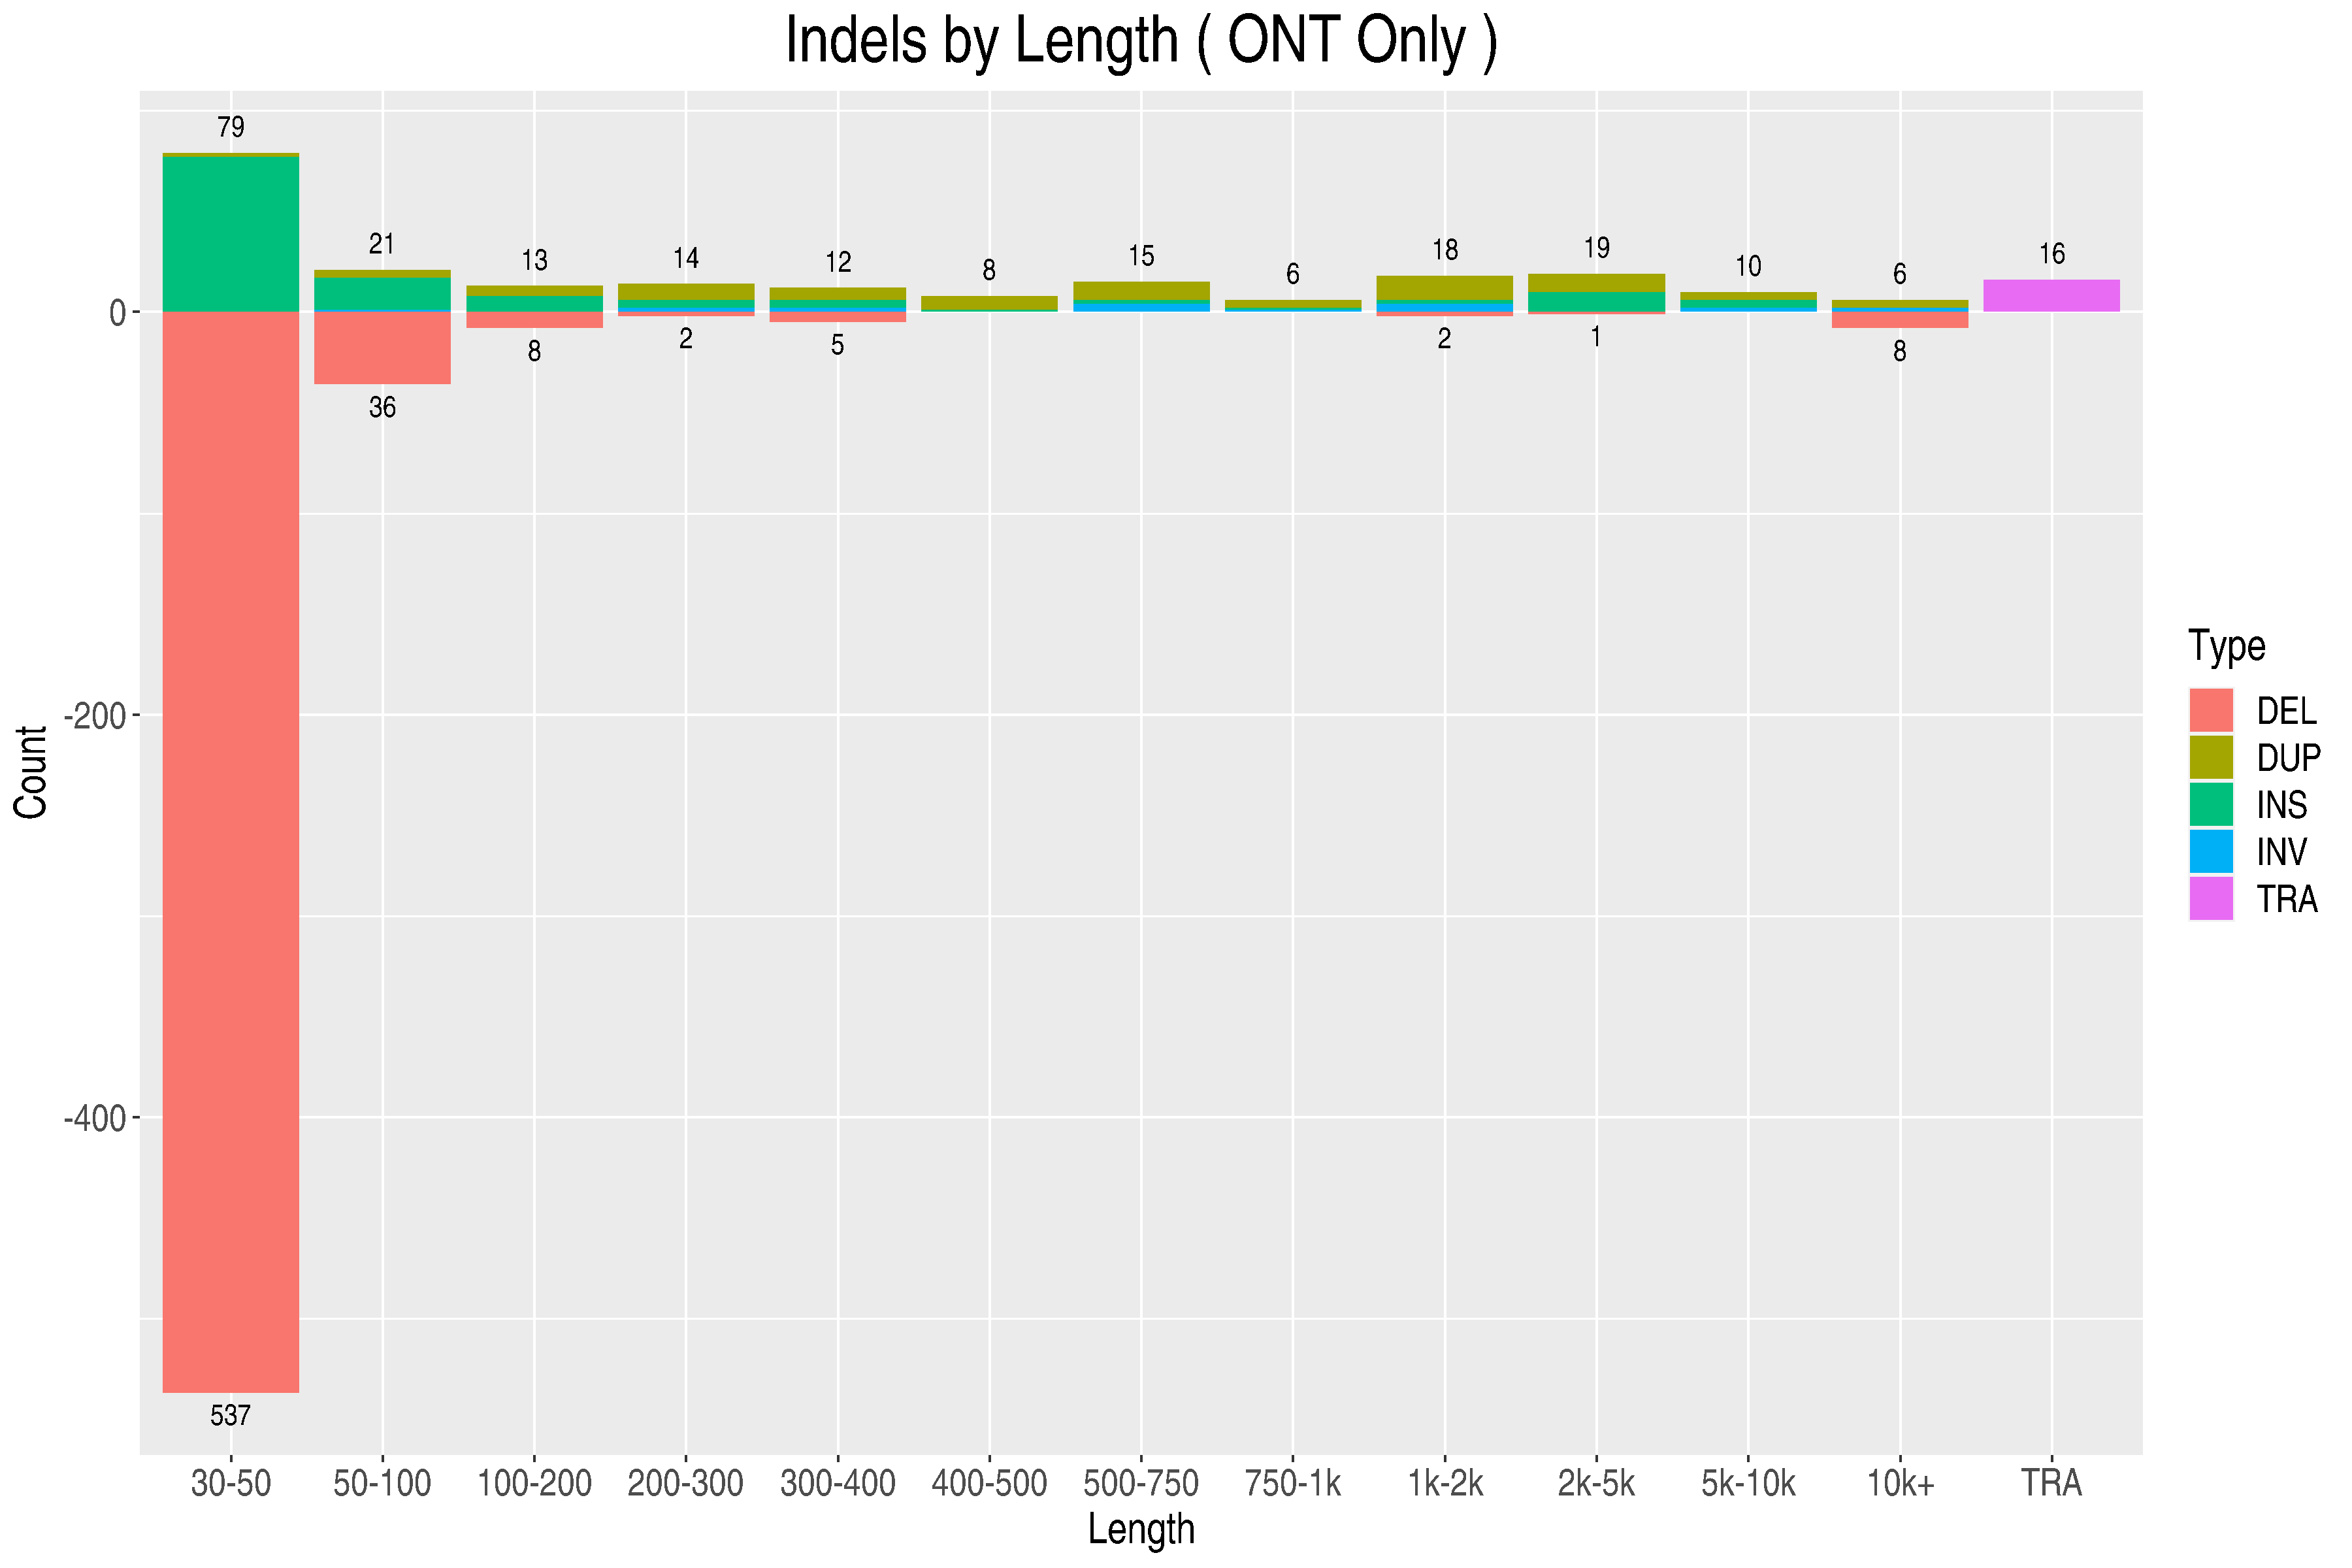 Indels by Length ( ONT Only )
79
21
13
14
12
8
15
6
18
19
10
6
16
0
8
2
5
2
1
8
36
-200
-400
537
Count
30-50
50-100
100-200
200-300
300-400
400-500
500-750
750-1k
1k-2k
2k-5k
5k-10k
10k+
TRA
Length
Type
DEL
DUP
INS
INV
TRA